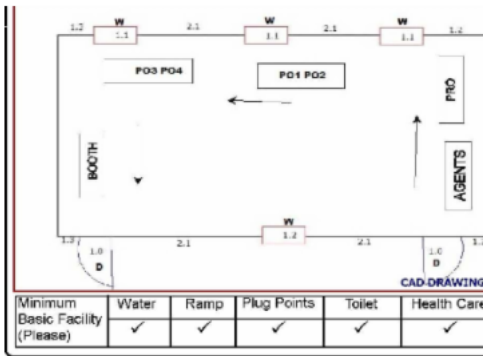 W W W
1.2 1.1 2.1 1.1 2.1 1.1 1.2
PO3 PO4 PO1 PO2
PRO
BOOTH
AGENTS
W
1.3 2.1 1.2 2.1
1.0 1.0
D D
CAD DRAWING
Minimum Basic Facility (Please) Water Ramp Plug Points Toilet Health Care
✓ ✓ ✓ ✓ ✓